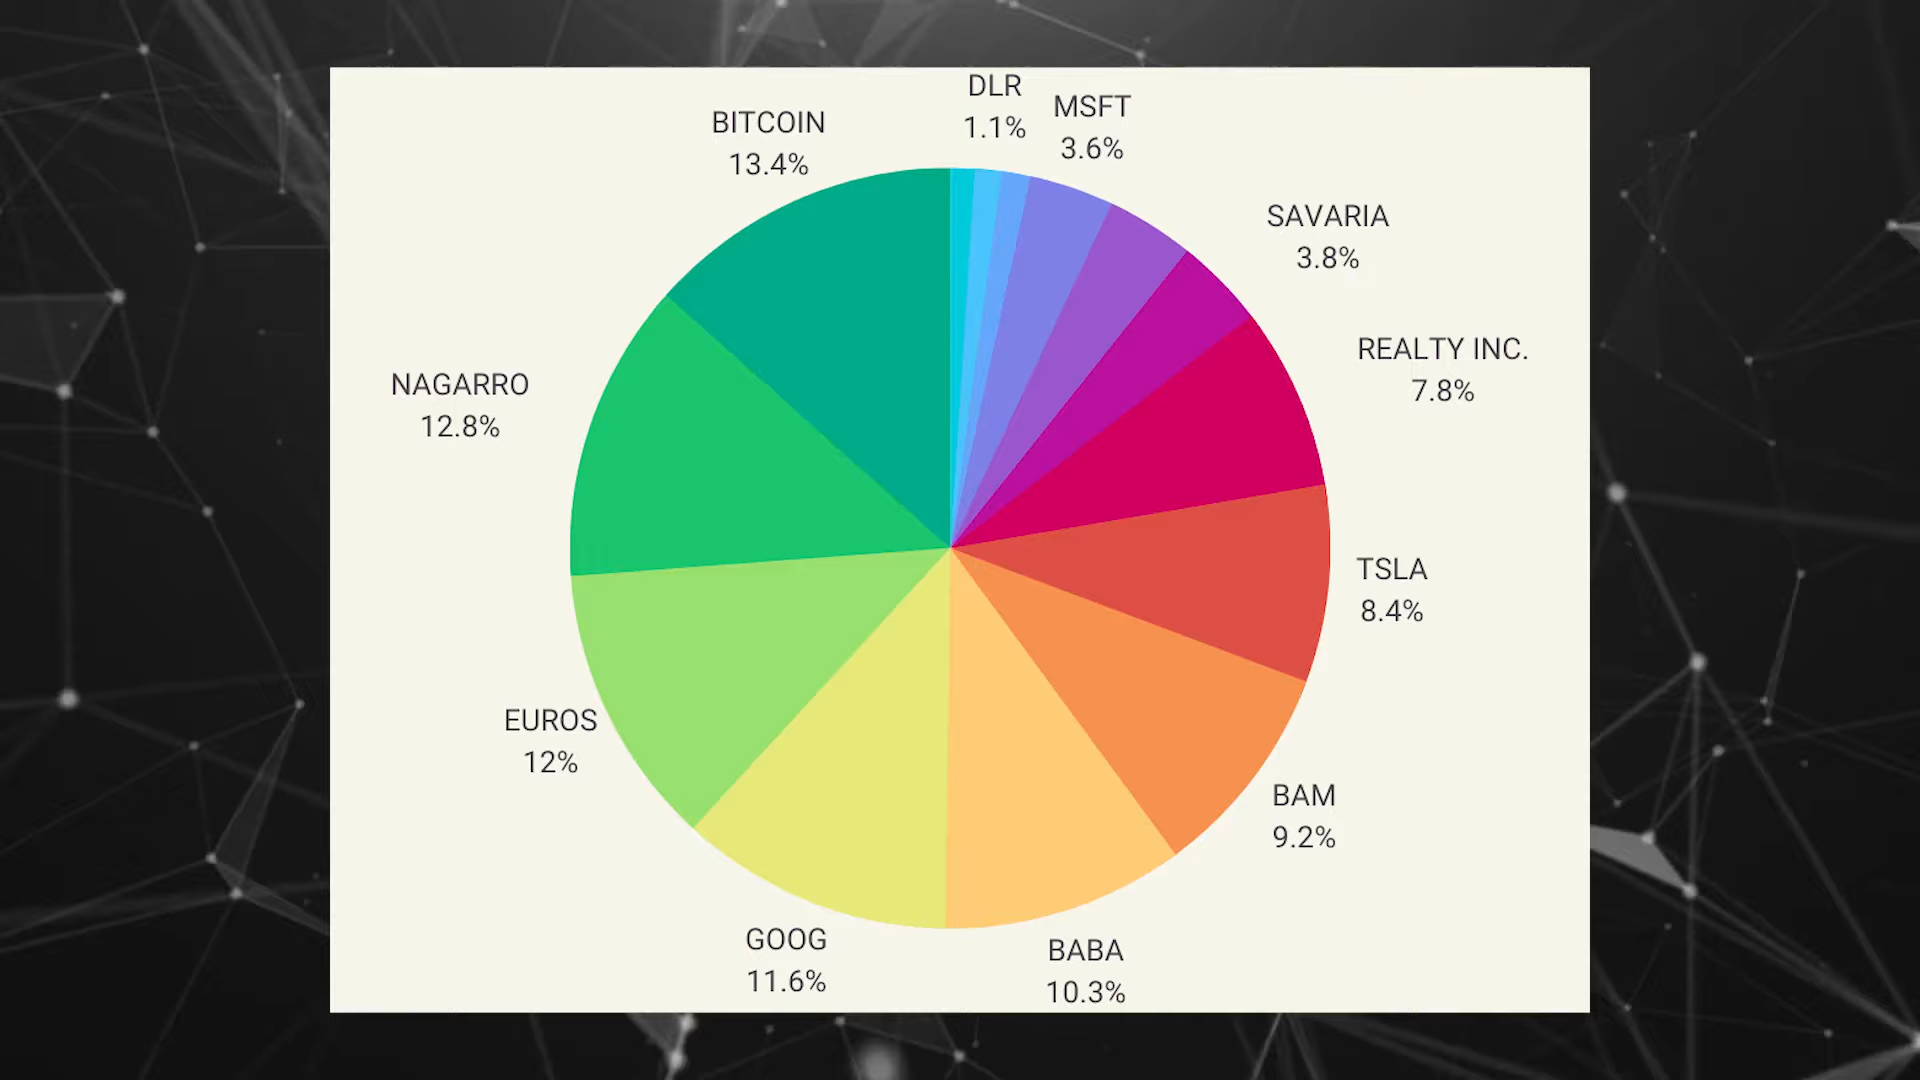 DLR
1.1%
MSFT
3.6%
BITCOIN
13.4%
SAVARIA
3.8%
REALTY INC.
7.8%
NAGARRO
12.8%
TSLA
8.4%
EUROS
12%
BAM
9.2%
GOOG
11.6%
BABA
10.3%